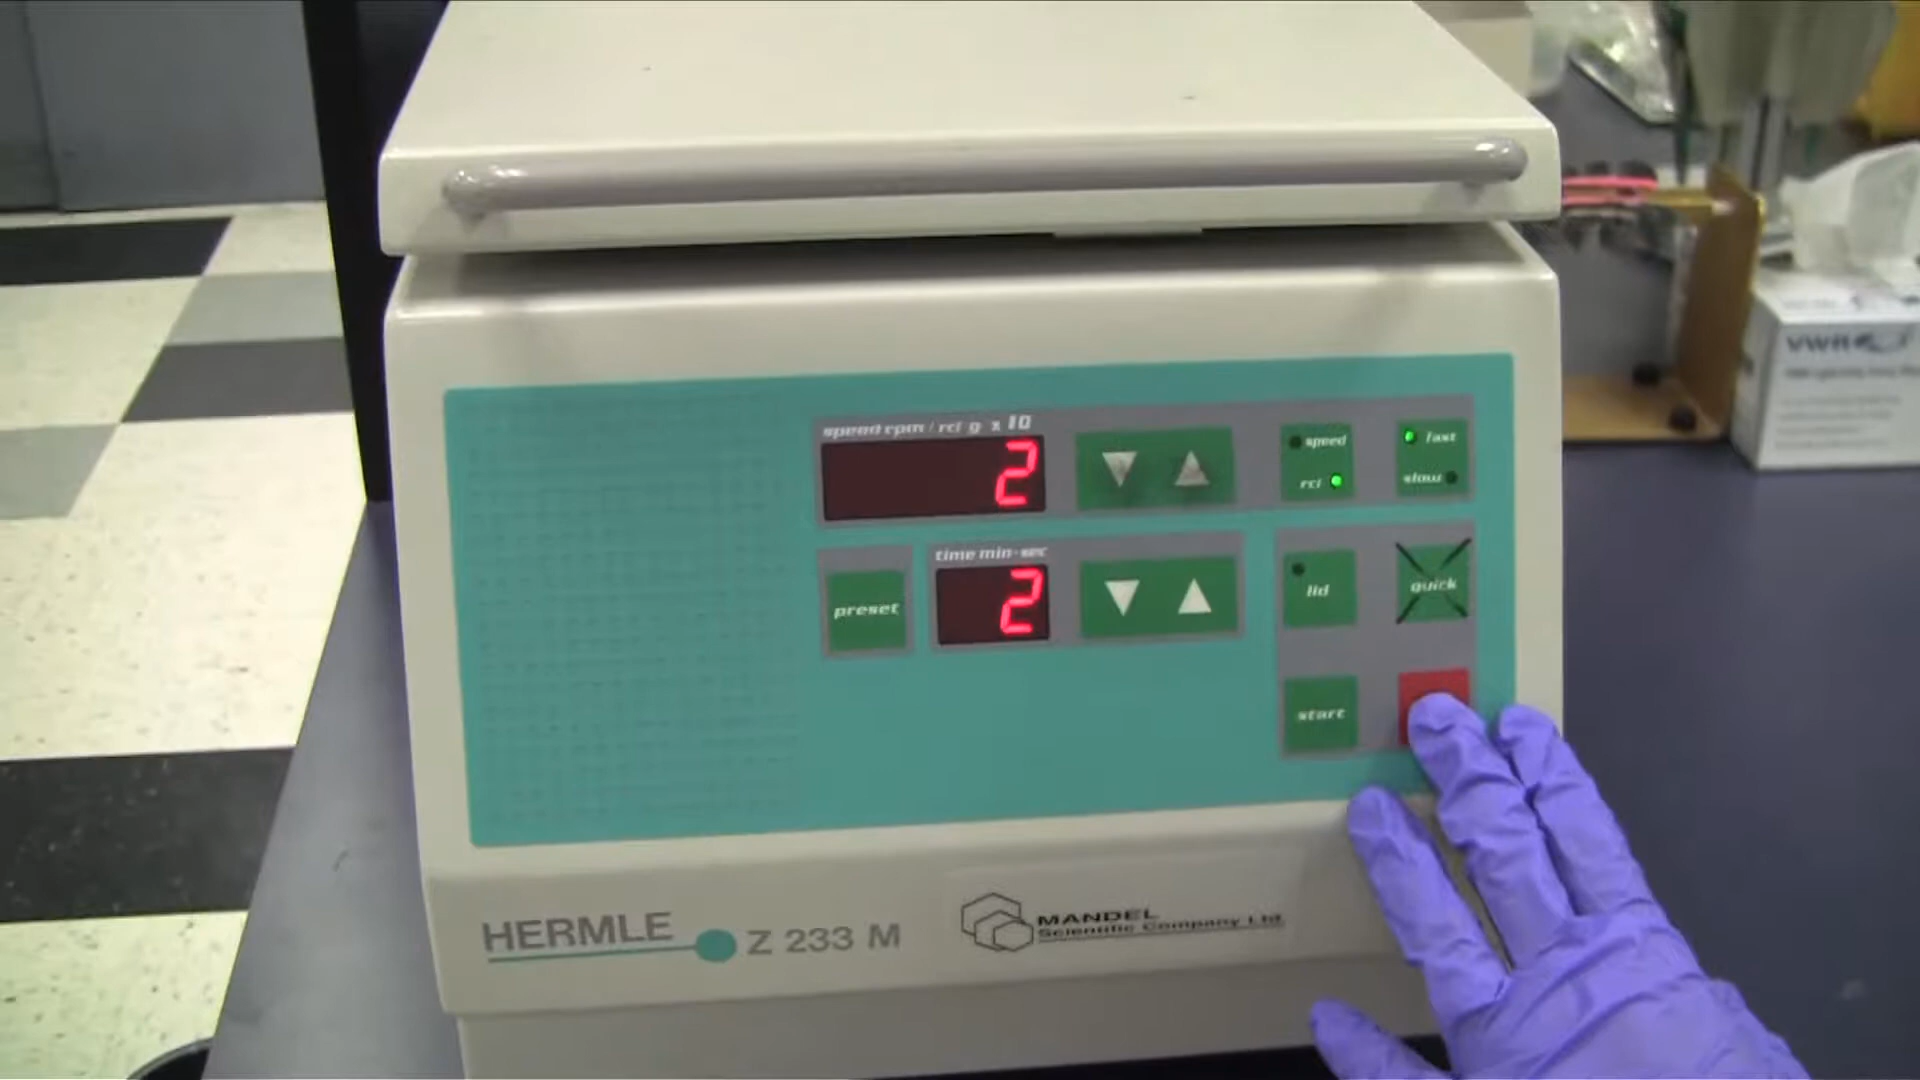 speed rpm / rcf g x 10
2
speed
rcf
fast
slow
time min-sec
2
preset
lid
quick
start
HERMLE Z 233 M
MANDEL
Scientific Company Ltd.
VWR